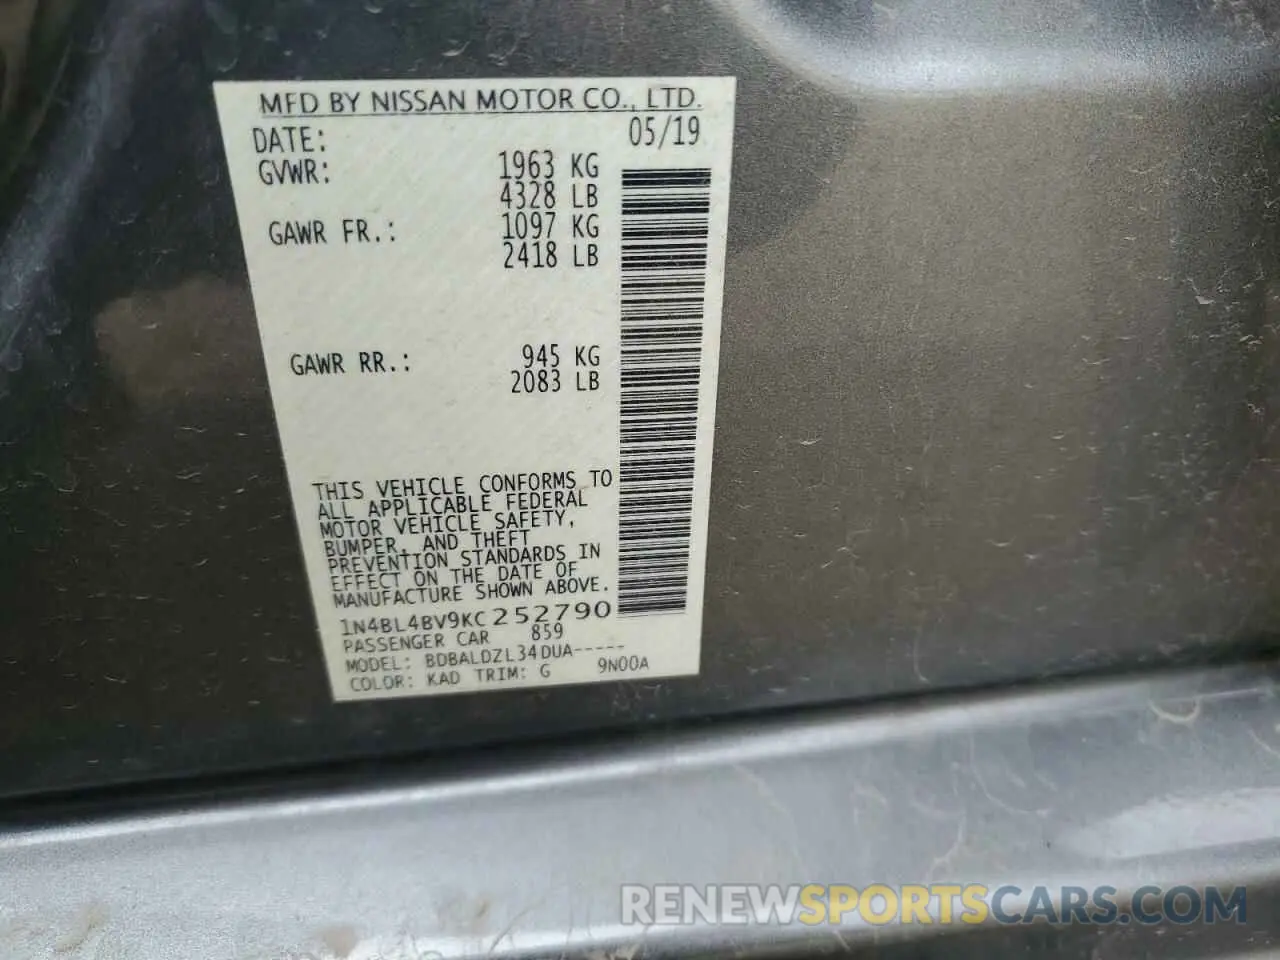 MFD BY NISSAN MOTOR CO., LTD.
DATE: 05/19
GVWR: 1963 KG
4328 LB
GAWR FR.: 1097 KG
2418 LB
GAWR RR.: 945 KG
2083 LB
THIS VEHICLE CONFORMS TO
ALL APPLICABLE FEDERAL
MOTOR VEHICLE SAFETY,
BUMPER, AND THEFT
PREVENTION STANDARDS IN
EFFECT ON THE DATE OF
MANUFACTURE SHOWN ABOVE.
1N4BL4BV9KC252790
PASSENGER CAR 859
MODEL: BDBALDZL34DUA-----
COLOR: KAD TRIM: G 9N00A
RENEWSPORTSCARS.COM